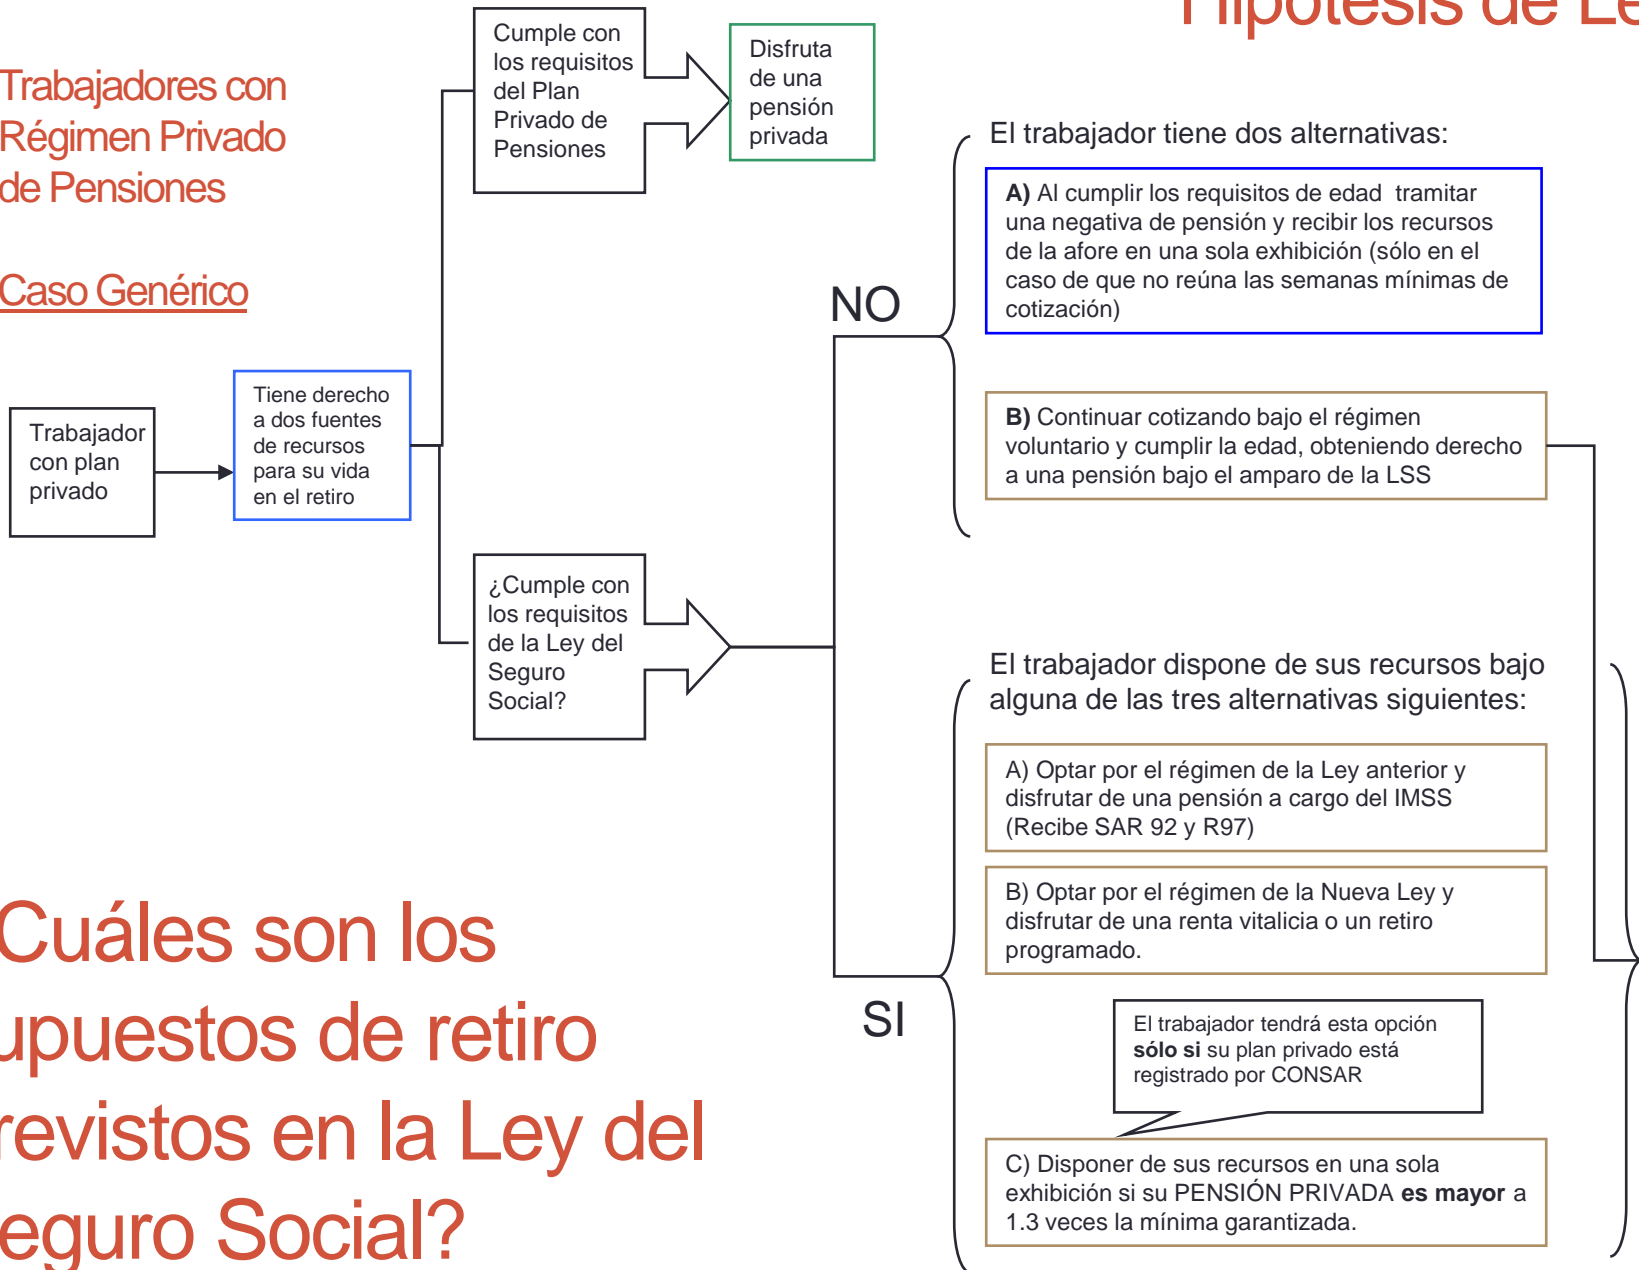 Hipótesis de Le
Trabajadores con
Régimen Privado
de Pensiones
Caso Genérico
Trabajador
con plan
privado
Tiene derecho
a dos fuentes
de recursos
para su vida
en el retiro
Cumple con
los requisitos
del Plan
Privado de
Pensiones
Disfruta
de una
pensión
privada
¿Cumple con
los requisitos
de la Ley del
Seguro
Social?
NO
El trabajador tiene dos alternativas:
A) Al cumplir los requisitos de edad tramitar
una negativa de pensión y recibir los recursos
de la afore en una sola exhibición (sólo en el
caso de que no reúna las semanas mínimas de
cotización)
B) Continuar cotizando bajo el régimen
voluntario y cumplir la edad, obteniendo derecho
a una pensión bajo el amparo de la LSS
SI
El trabajador dispone de sus recursos bajo
alguna de las tres alternativas siguientes:
A) Optar por el régimen de la Ley anterior y
disfrutar de una pensión a cargo del IMSS
(Recibe SAR 92 y R97)
B) Optar por el régimen de la Nueva Ley y
disfrutar de una renta vitalicia o un retiro
programado.
El trabajador tendrá esta opción
sólo si su plan privado está
registrado por CONSAR
C) Disponer de sus recursos en una sola
exhibición si su PENSIÓN PRIVADA es mayor a
1.3 veces la mínima garantizada.
Cuáles son los
upuestos de retiro
revistos en la Ley del
eguro Social?